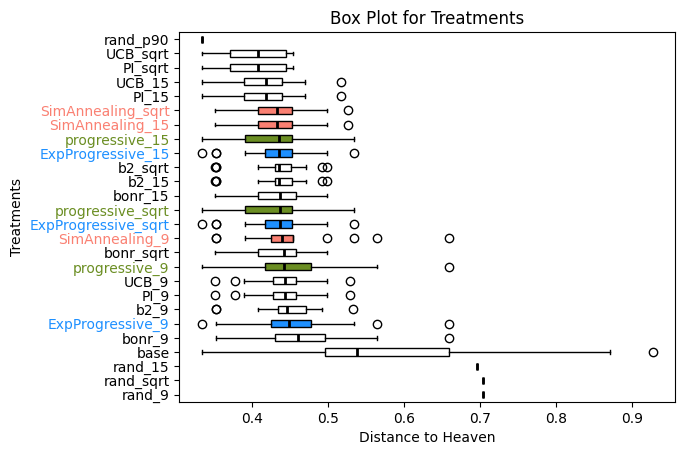 Box Plot for Treatments
rand_p90
UCB_sqrt
PI_sqrt
UCB_15
PI_15
SimAnnealing_sqrt
SimAnnealing_15
progressive_15
ExpProgressive_15
b2_sqrt
b2_15
bonr_15
progressive_sqrt
ExpProgressive_sqrt
SimAnnealing_9
bonr_sqrt
progressive_9
UCB_9
PI_9
b2_9
ExpProgressive_9
bonr_9
base
rand_15
rand_sqrt
rand_9
Treatments
0.4 0.5 0.6 0.7 0.8 0.9
Distance to Heaven